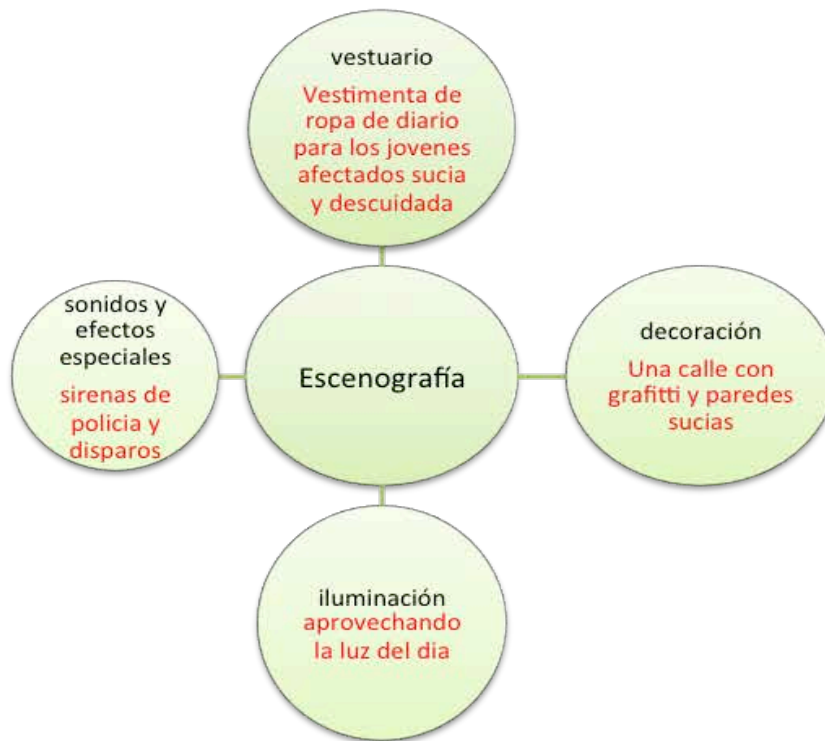 vestuario
Vestimenta de
ropa de diario
para los jovenes
afectados sucia
y descuidada
sonidos y
efectos
especiales
sirenas de
policia y
disparos
Escenografía
decoración
Una calle con
grafitti y paredes
sucias
iluminación
aprovechando
la luz del dia